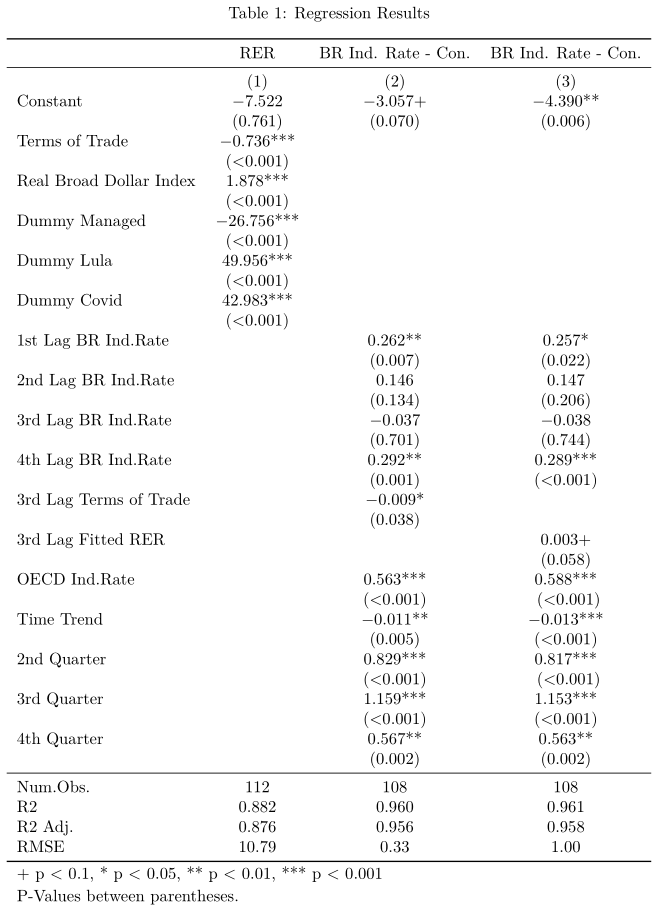 Table 1: Regression Results
RER BR Ind. Rate - Con. BR Ind. Rate - Con.
(1) (2) (3)
Constant −7.522 −3.057+ −4.390**
(0.761) (0.070) (0.006)
Terms of Trade −0.736***
(<0.001)
Real Broad Dollar Index 1.878***
(<0.001)
Dummy Managed −26.756***
(<0.001)
Dummy Lula 49.956***
(<0.001)
Dummy Covid 42.983***
(<0.001)
1st Lag BR Ind.Rate 0.262** 0.257*
(0.007) (0.022)
2nd Lag BR Ind.Rate 0.146 0.147
(0.134) (0.206)
3rd Lag BR Ind.Rate −0.037 −0.038
(0.701) (0.744)
4th Lag BR Ind.Rate 0.292** 0.289***
(0.001) (<0.001)
3rd Lag Terms of Trade −0.009*
(0.038)
3rd Lag Fitted RER 0.003+
(0.058)
OECD Ind.Rate 0.563*** 0.588***
(<0.001) (<0.001)
Time Trend −0.011** −0.013***
(0.005) (<0.001)
2nd Quarter 0.829*** 0.817***
(<0.001) (<0.001)
3rd Quarter 1.159*** 1.153***
(<0.001) (<0.001)
4th Quarter 0.567** 0.563**
(0.002) (0.002)
Num.Obs. 112 108 108
R2 0.882 0.960 0.961
R2 Adj. 0.876 0.956 0.958
RMSE 10.79 0.33 1.00
+ p < 0.1, * p < 0.05, ** p < 0.01, *** p < 0.001
P-Values between parentheses.